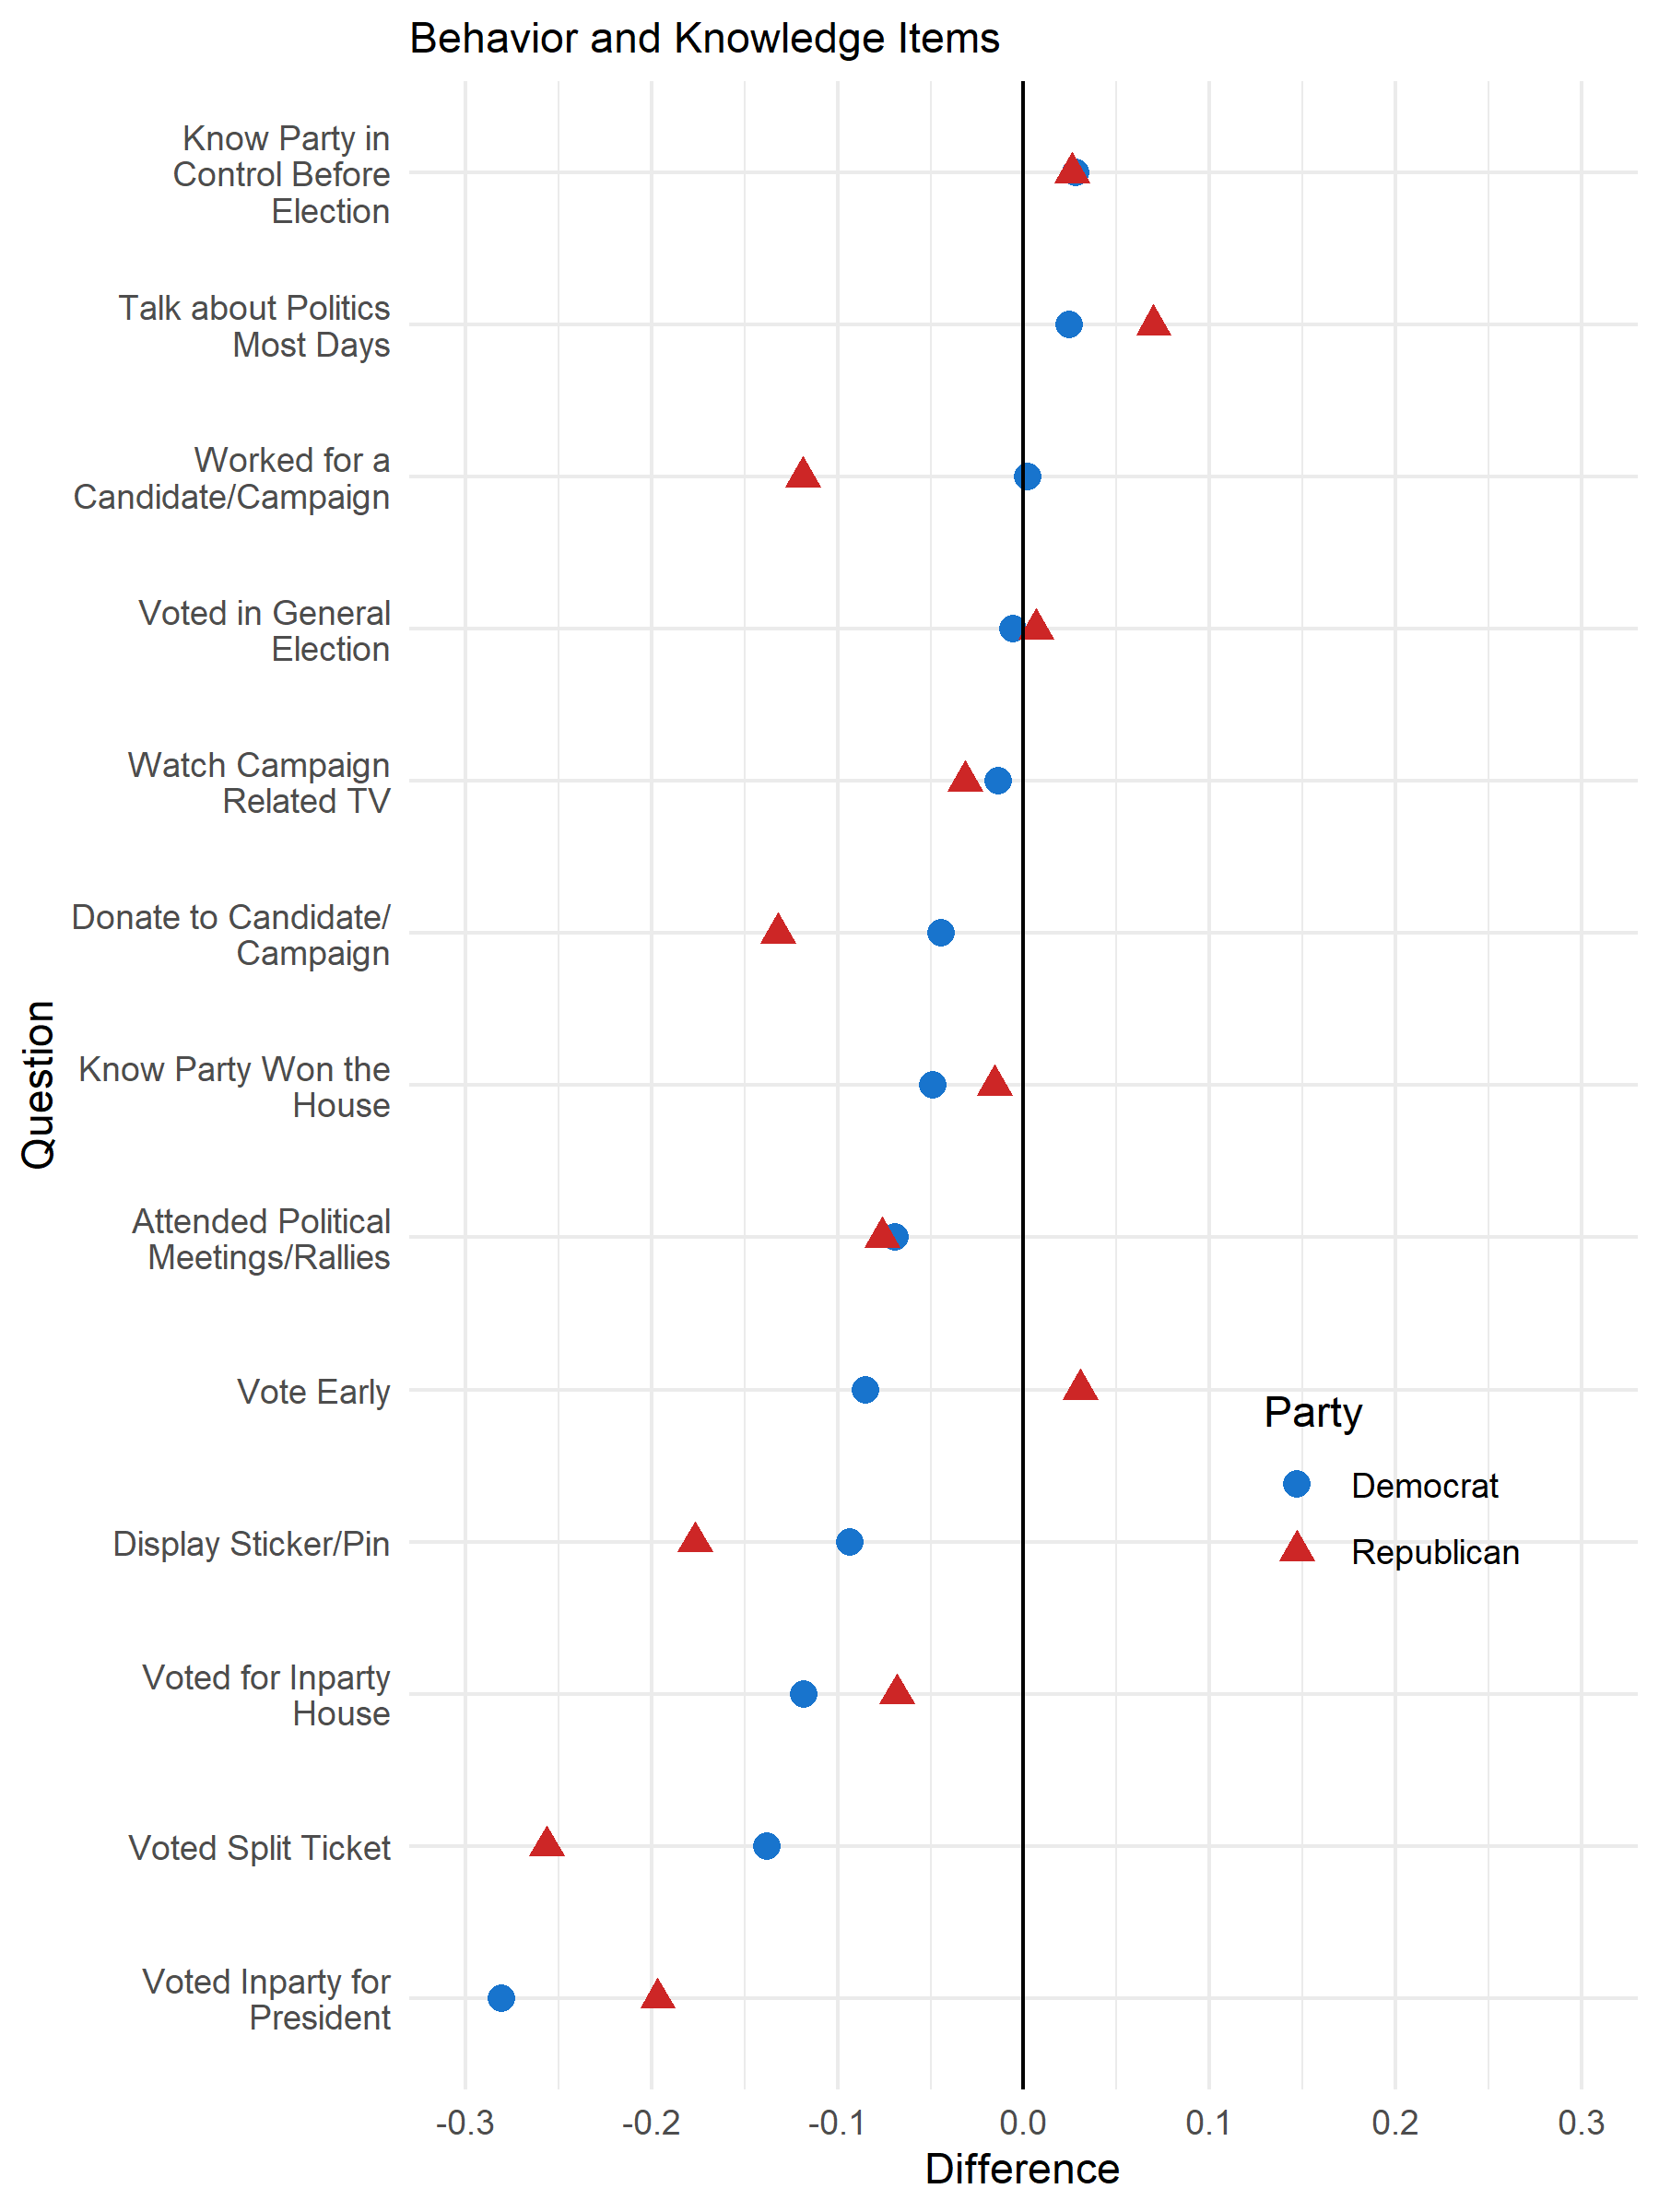 Behavior and Knowledge Items
Know Party in
Control Before
Election
Talk about Politics
Most Days
Worked for a
Candidate/Campaign
Voted in General
Election
Watch Campaign
Related TV
Donate to Candidate/
Campaign
Know Party Won the
House
Attended Political
Meetings/Rallies
Vote Early
Display Sticker/Pin
Voted for Inparty
House
Voted Split Ticket
Voted Inparty for
President
Question
Party
Democrat
Republican
-0.3 -0.2 -0.1 0.0 0.1 0.2 0.3
Difference